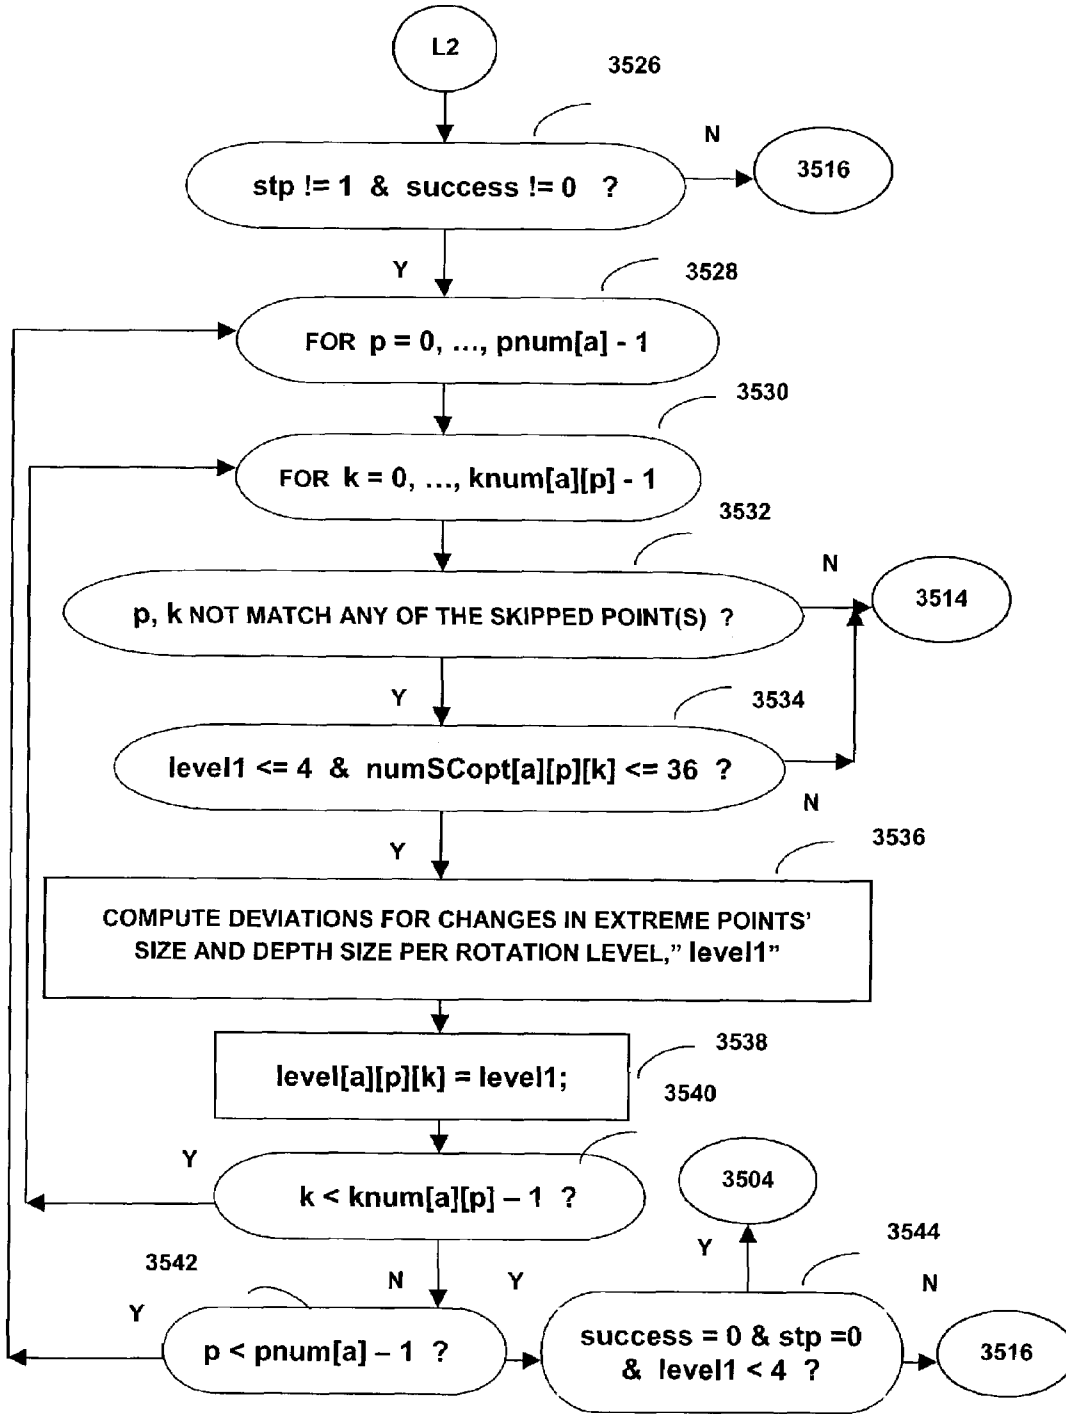 L2
3526
stp != 1 & success != 0 ?
N
3516
Y
3528
FOR p = 0, ..., pnum[a] - 1
3530
FOR k = 0, ..., knum[a][p] - 1
3532
p, k NOT MATCH ANY OF THE SKIPPED POINT(S) ?
N
3514
Y
3534
level1 <= 4 & numSCopt[a][p][k] <= 36 ?
N
Y
3536
COMPUTE DEVIATIONS FOR CHANGES IN EXTREME POINTS'
SIZE AND DEPTH SIZE PER ROTATION LEVEL," level1"
3538
level[a][p][k] = level1;
3540
Y
k < knum[a][p] – 1 ?
3504
3542
N
Y
Y
3544
N
Y
p < pnum[a] – 1 ?
success = 0 & stp =0
& level1 < 4 ?
3516